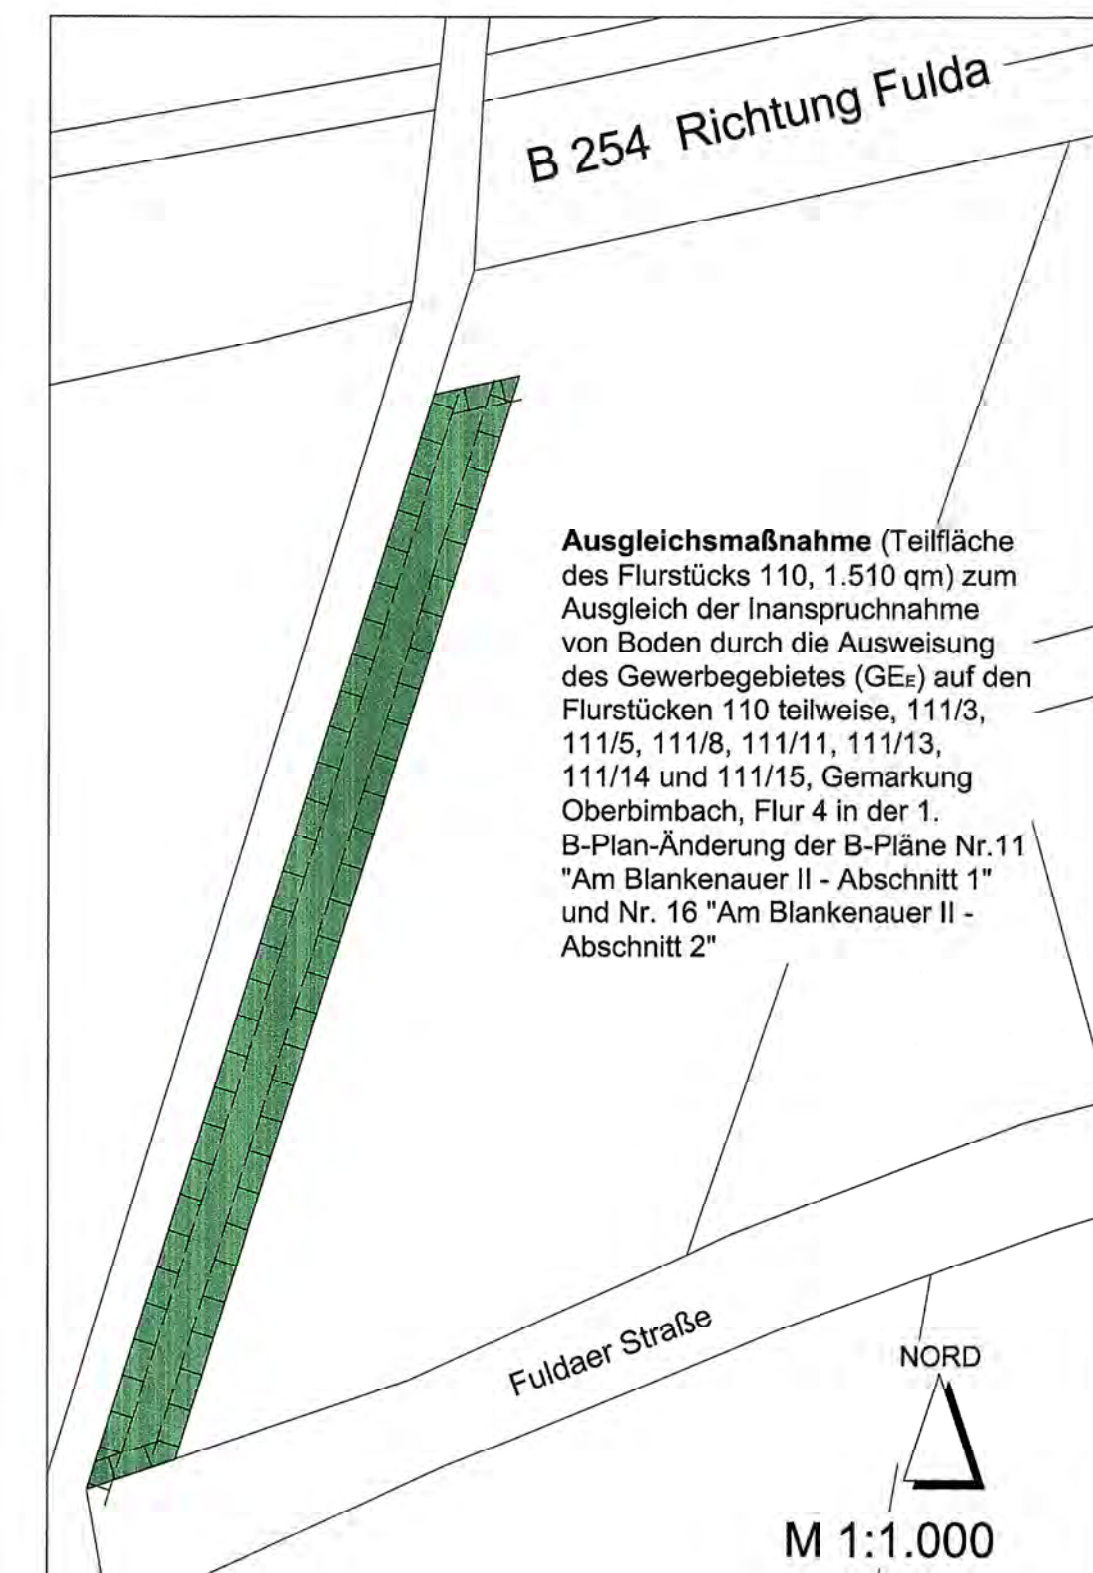 B 254 Richtung Fulda
Ausgleichsmaßnahme (Teilfläche
des Flurstücks 110, 1.510 qm) zum
Ausgleich der Inanspruchnahme
von Boden durch die Ausweisung
des Gewerbegebietes (GEE) auf den
Flurstücken 110 teilweise, 111/3,
111/5, 111/8, 111/11, 111/13,
111/14 und 111/15, Gemarkung
Oberbimbach, Flur 4 in der 1.
B-Plan-Änderung der B-Pläne Nr.11
"Am Blankenauer II - Abschnitt 1"
und Nr. 16 "Am Blankenauer II -
Abschnitt 2"
Fuldaer Straße
NORD
M 1:1.000